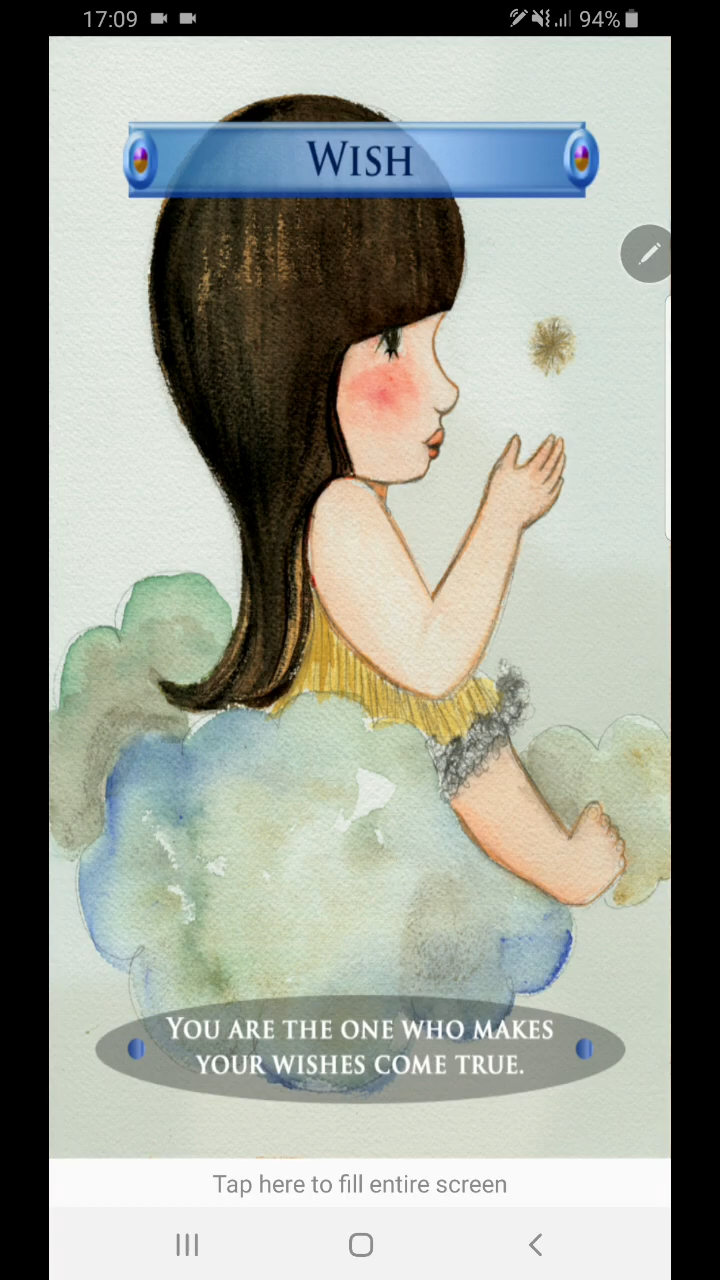 17:09 94%
WISH
YOU ARE THE ONE WHO MAKES
YOUR WISHES COME TRUE.
Tap here to fill entire screen